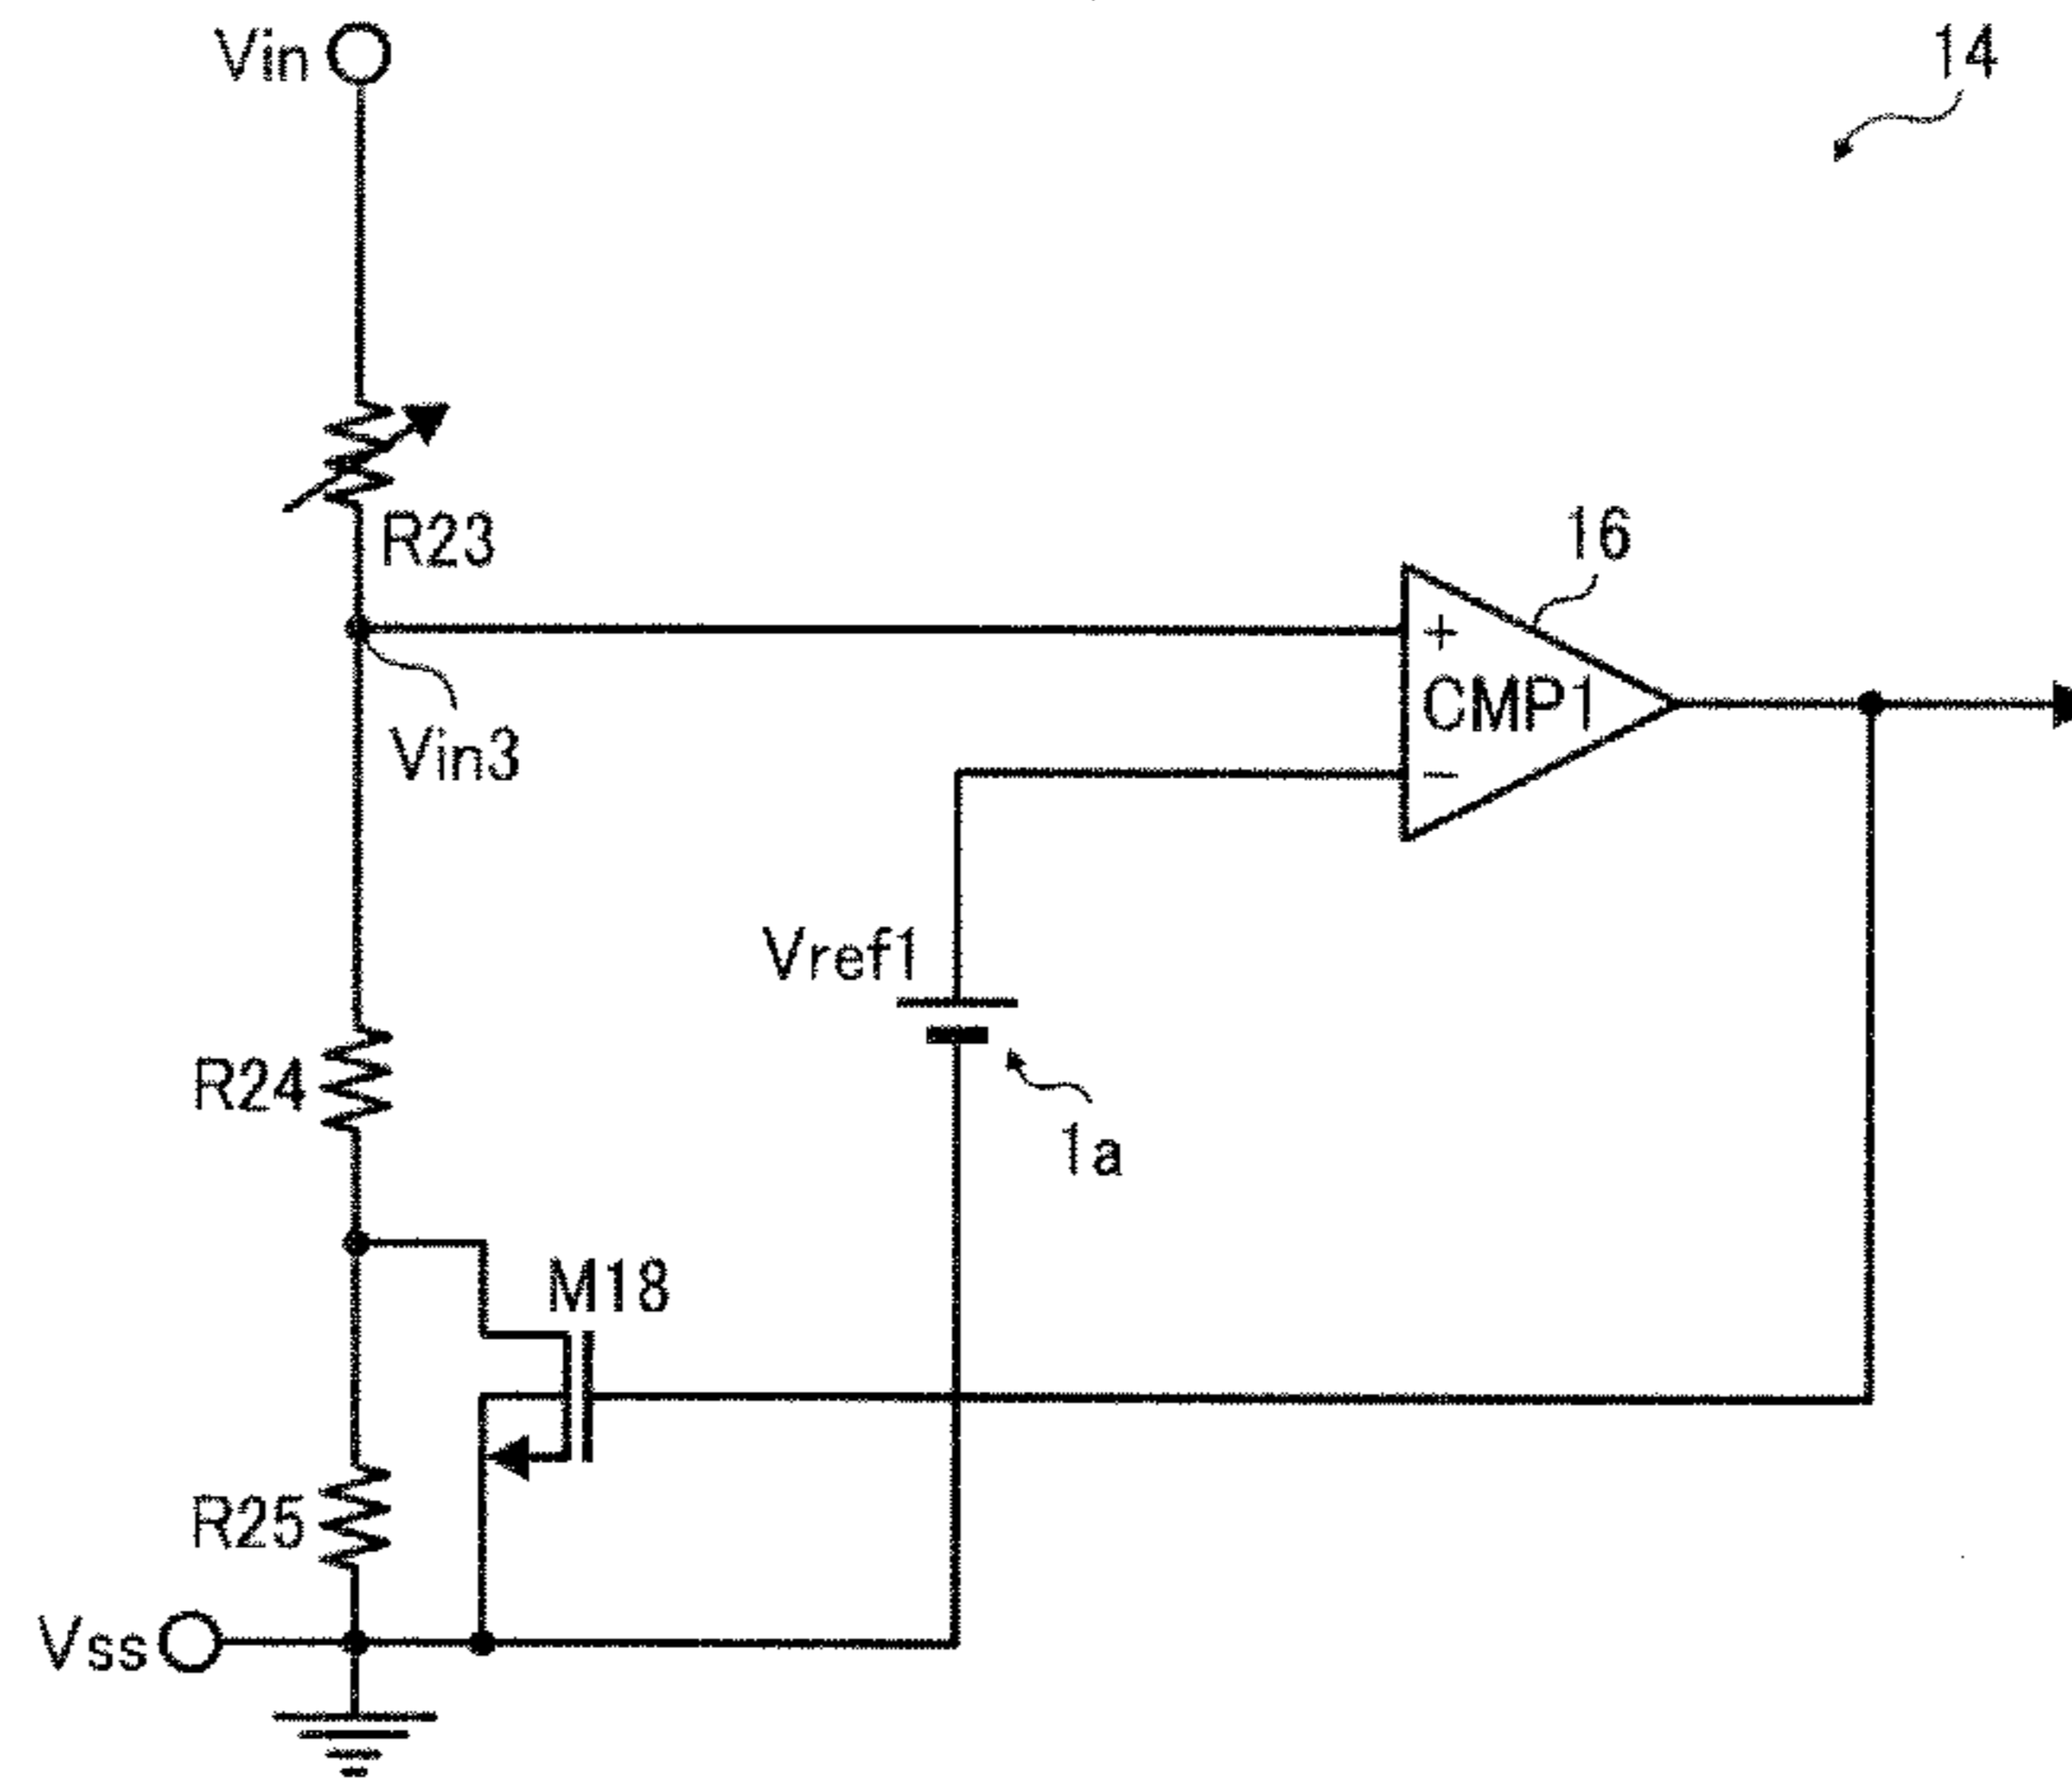 Vin
14
R23
16
+
CMP1
−
Vin3
Vref1
R24
1a
M18
R25
Vss